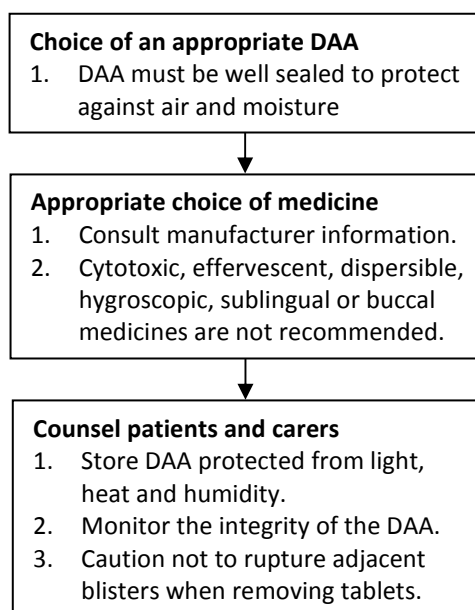 Choice of an appropriate DAA
1. DAA must be well sealed to protect
against air and moisture
Appropriate choice of medicine
1. Consult manufacturer information.
2. Cytotoxic, effervescent, dispersible,
hygroscopic, sublingual or buccal
medicines are not recommended.
Counsel patients and carers
1. Store DAA protected from light,
heat and humidity.
2. Monitor the integrity of the DAA.
3. Caution not to rupture adjacent
blisters when removing tablets.